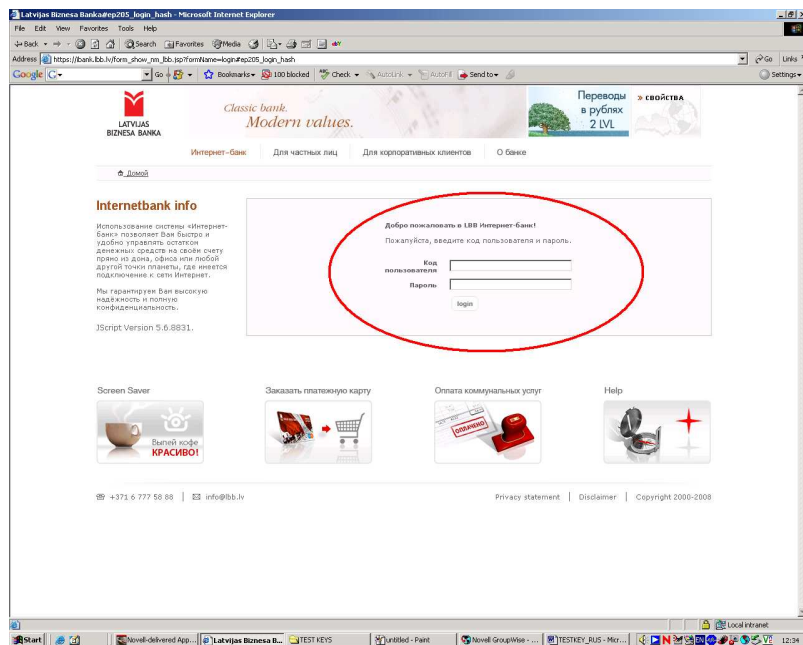 Latvijas Biznesa Banka#ep205_login_hash - Microsoft Internet Explorer
File Edit View Favorites Tools Help
Back Search Favorites Media
Address https://ibank.lbb.lv/form_show_nm_lbb.jsp?formName=login#ep205_login_hash Go Links
Google Go Bookmarks 100 blocked Check AutoLink AutoFill Send to Settings
LATVIJAS
BIZNESA BANKA
Classic bank.
Modern values.
Переводы
в рублях
2 LVL
» свойства
Интернет-банк Для частных лиц Для корпоративных клиентов О банке
Домой
Internetbank info
Использование системы «Интернет-
банк» позволяет Вам быстро и
удобно управлять остатком
денежных средств на своём счету
прямо из дома, офиса или любой
другой точки планеты, где имеется
подключение к сети Интернет.
Мы гарантируем Вам высокую
надёжность и полную
конфиденциальность.
JScript Version 5.6.8831.
Добро пожаловать в LBB Интернет-банк!
Пожалуйста, введите код пользователя и пароль.
Код
пользователя
Пароль
login
Screen Saver Заказать платежную карту Оплата коммунальных услуг Help
Выпей кофе
КРАСИВО!
ОПЛАЧЕНО
+371 6 777 58 88 | info@lbb.lv Privacy statement | Disclaimer | Copyright 2000-2008
Local intranet
Start Novell-delivered App... Latvijas Biznesa B... TEST KEYS untitled - Paint Novell GroupWise - ... TESTKEY_RUS - Micr... EN 12:34